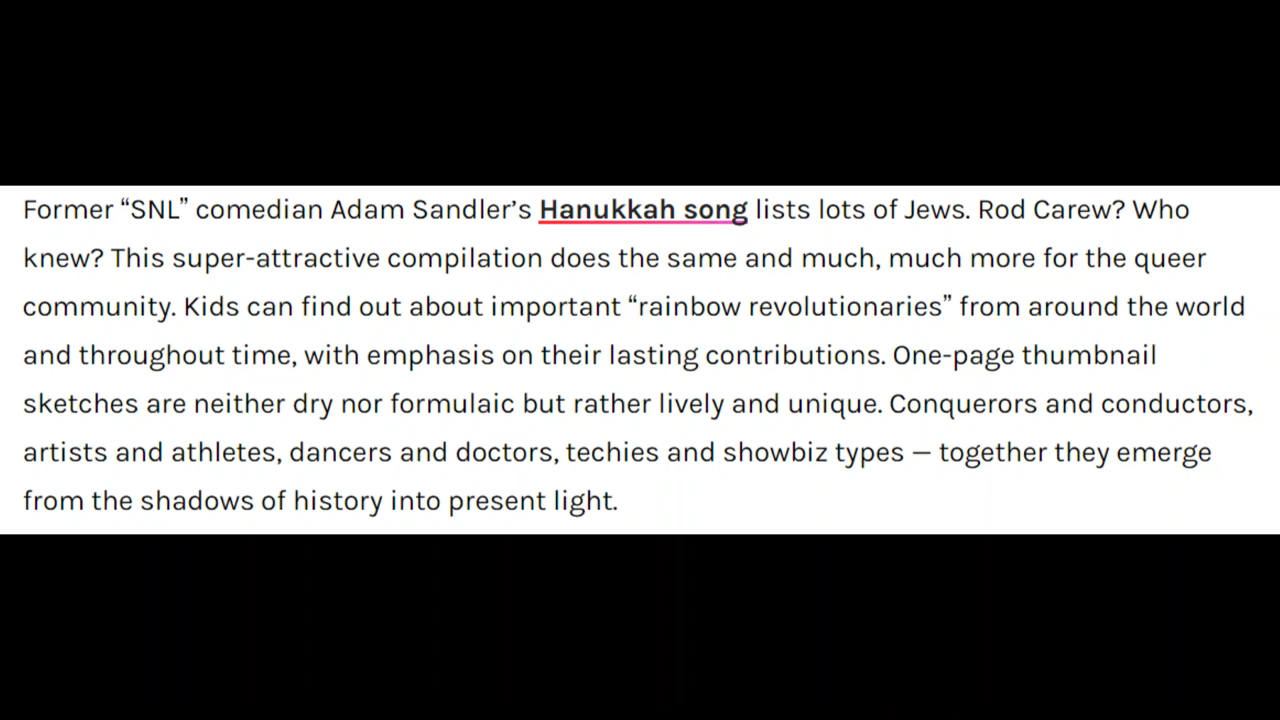 Former “SNL” comedian Adam Sandler’s Hanukkah song lists lots of Jews. Rod Carew? Who
knew? This super-attractive compilation does the same and much, much more for the queer
community. Kids can find out about important “rainbow revolutionaries” from around the world
and throughout time, with emphasis on their lasting contributions. One-page thumbnail
sketches are neither dry nor formulaic but rather lively and unique. Conquerors and conductors,
artists and athletes, dancers and doctors, techies and showbiz types — together they emerge
from the shadows of history into present light.